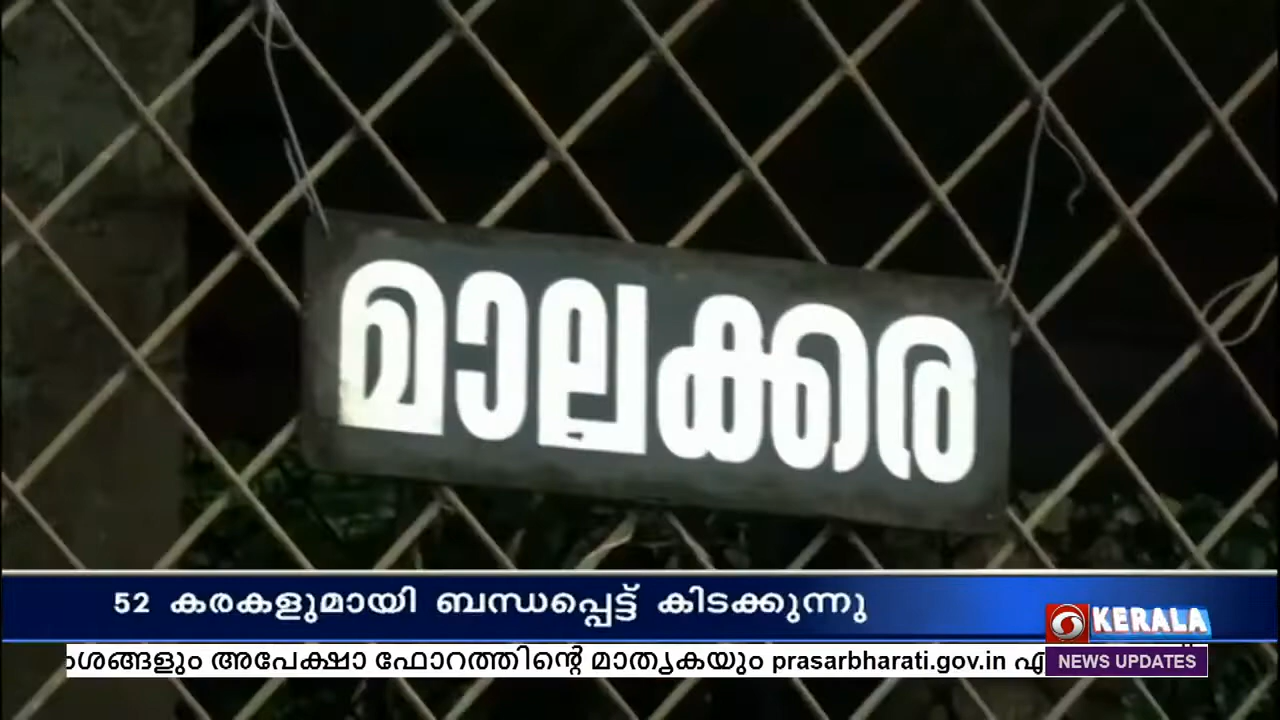 മാലക്കര
52 കരകളുമായി ബന്ധപ്പെട്ട് കിടക്കുന്നു
KERALA
ശങ്ങളും അപേക്ഷാ ഫോറത്തിന്റെ മാതൃകയും prasarbharati.gov.in
NEWS UPDATES